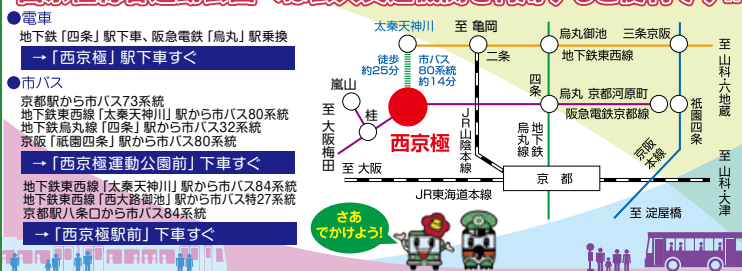 ●電車
地下鉄「四条」駅下車、阪急電鉄「烏丸」駅乗換
→「西京極」駅下車すぐ
●市バス
京都駅から市バス73系統
地下鉄東西線「太秦天神川」駅から市バス80系統
地下鉄烏丸線「四条」駅から市バス32系統
京阪「祇園四条」駅から市バス80系統
→「西京極運動公園前」下車すぐ
地下鉄東西線「太秦天神川」駅から市バス84系統
地下鉄東西線「西大路御池」駅から市バス特27系統
京都駅八条口から市バス84系統
→「西京極駅前」下車すぐ
太秦天神川
至 亀岡
烏丸御池
三条京阪
二条
地下鉄東西線
至 山科・六地蔵
徒歩
約25分
市バス
80系統
約14分
嵐山
桂
四条
烏丸
京都河原町
阪急電鉄京都線
祇園四条
西京極
至 大阪梅田
JR山陰本線
地下鉄
烏丸線
京阪
本線
至 大阪
京都
至 山科・大津
JR東海道本線
至 淀屋橋
さあ
でかけよう!